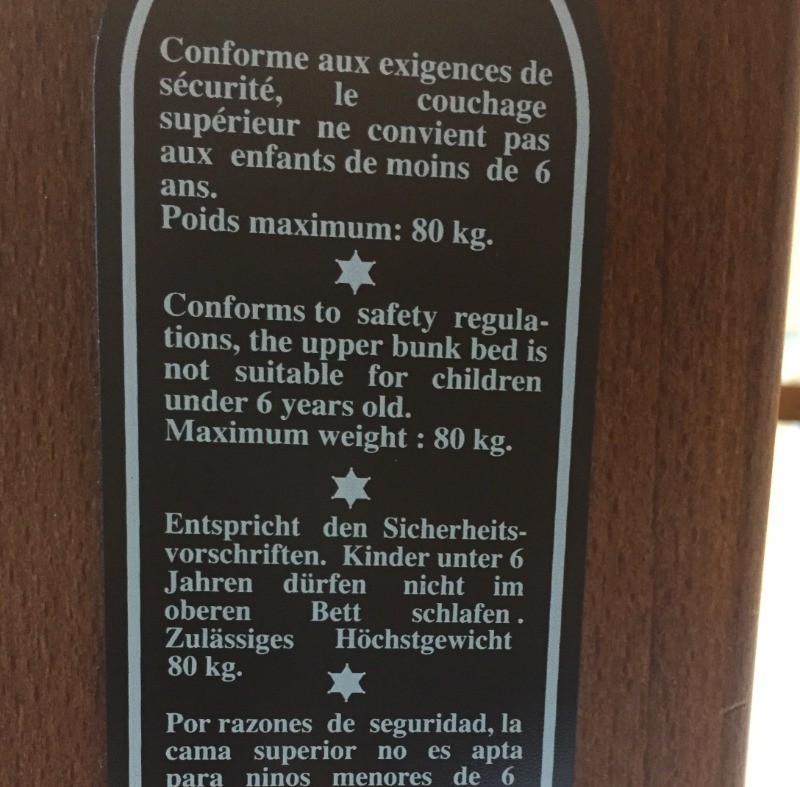 Conforme aux exigences de
sécurité, le couchage
supérieur ne convient pas
aux enfants de moins de 6
ans.
Poids maximum: 80 kg.
Conforms to safety regula-
tions, the upper bunk bed is
not suitable for children
under 6 years old.
Maximum weight : 80 kg.
Entspricht den Sicherheits-
vorschriften. Kinder unter 6
Jahren dürfen nicht im
oberen Bett schlafen .
Zulässiges Höchstgewicht
80 kg.
Por razones de seguridad, la
cama superior no es apta
para ninos menores de 6